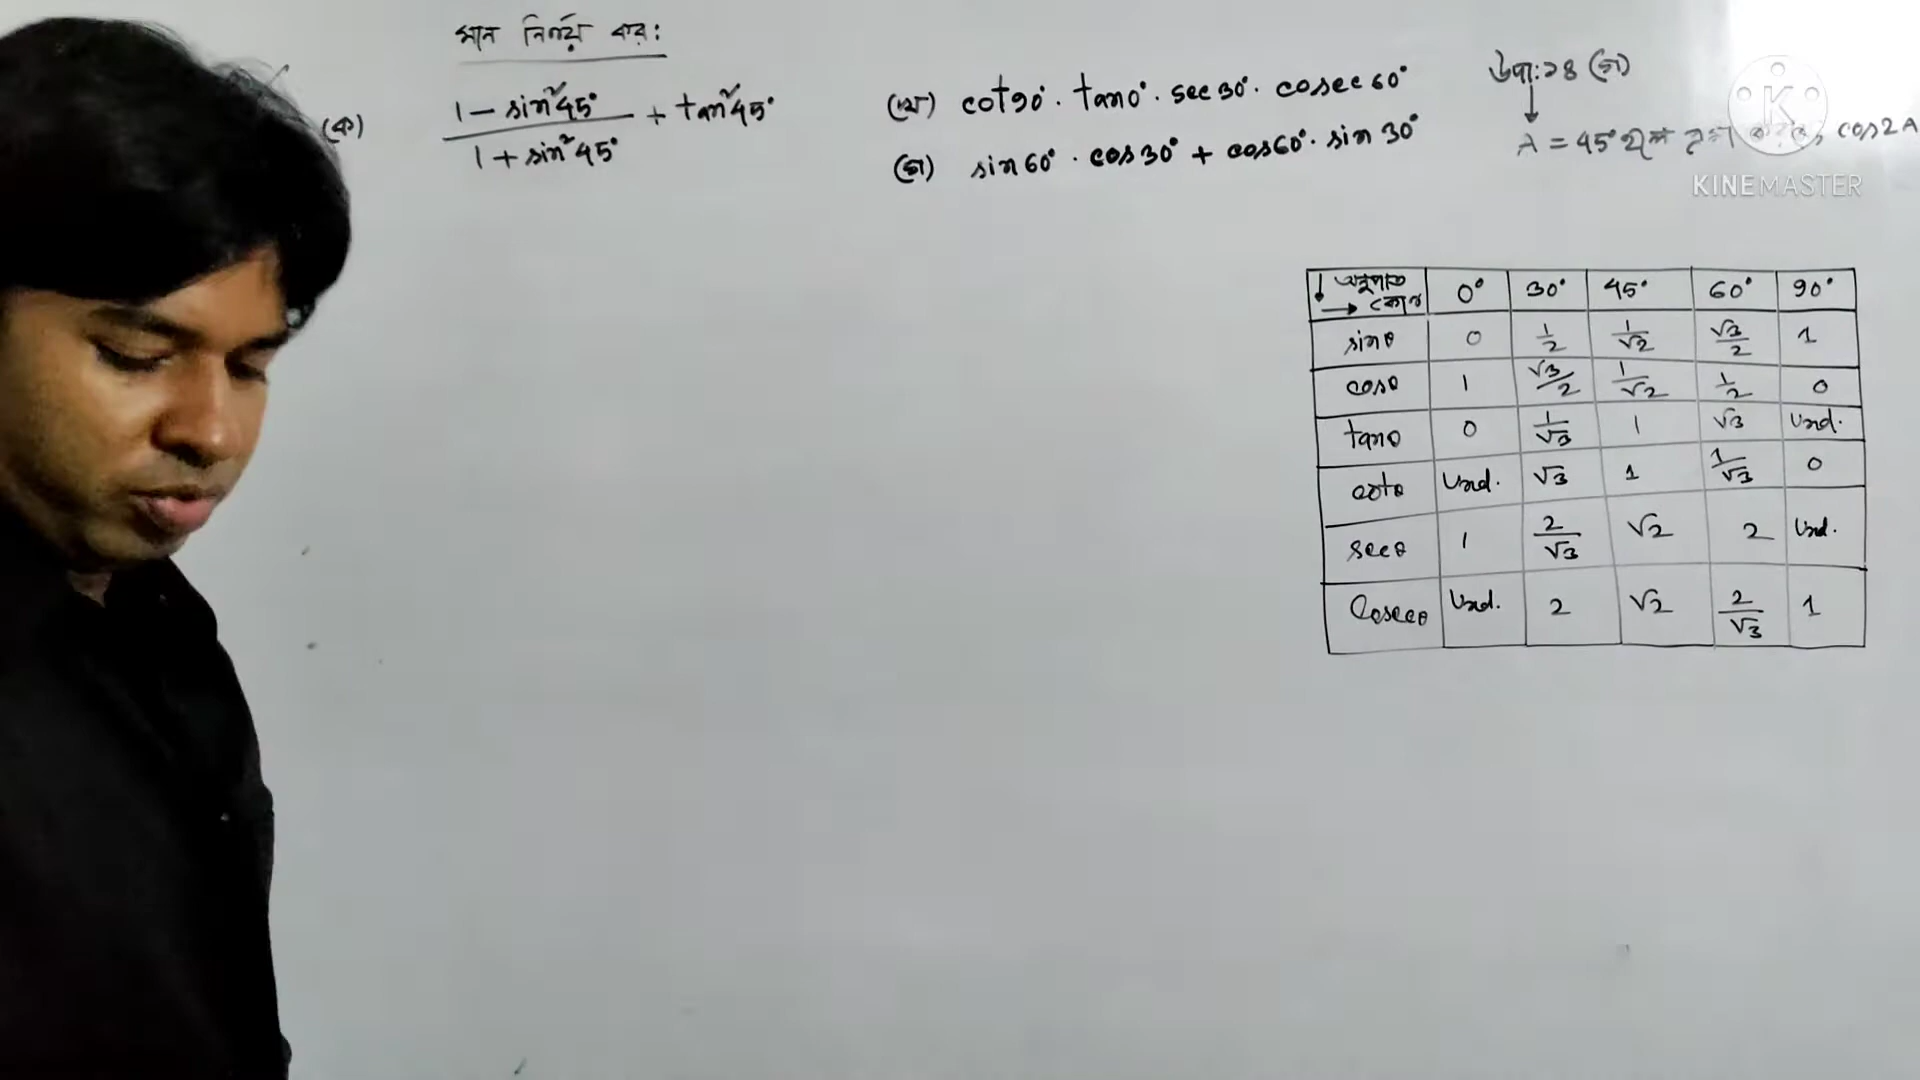 মান নির্ণয় কর:
(ক) (1 - sin²45°)/(1 + sin²45°) + tan²45°
(খ) cot90° . tan0° . sec30° . cosec60°
(গ) sin60° . cos30° + cos60° . sin30°
উদা: ১৪ (গ)
A = 45° cos2A
KINEMASTER
অনুপাত কোণ 0° 30° 45° 60° 90°
sinθ 0 1/2 1/√2 √3/2 1
cosθ 1 √3/2 1/√2 1/2 0
tanθ 0 1/√3 1 √3 Und.
cotθ Und. √3 1 1/√3 0
secθ 1 2/√3 √2 2 Und.
Cosecθ Und. 2 √2 2/√3 1